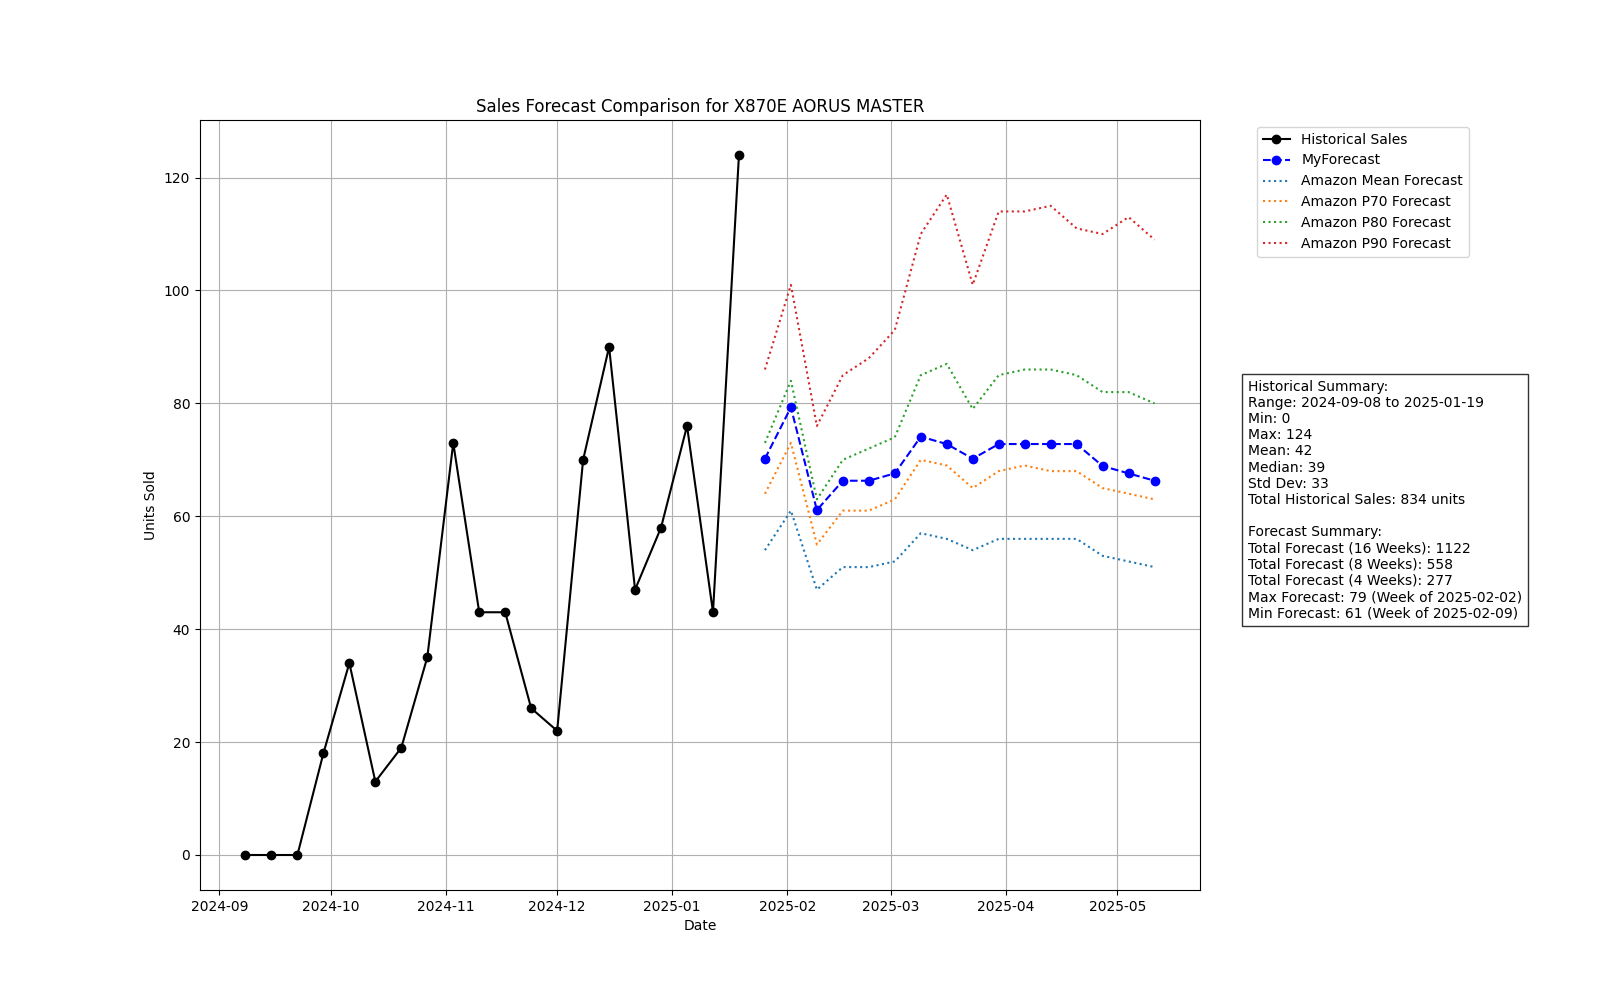 Sales Forecast Comparison for X870E AORUS MASTER
Units Sold
120
100
80
60
40
20
0
2024-09
2024-10
2024-11
2024-12
2025-01
2025-02
2025-03
2025-04
2025-05
Date
Historical Sales
MyForecast
Amazon Mean Forecast
Amazon P70 Forecast
Amazon P80 Forecast
Amazon P90 Forecast
Historical Summary:
Range: 2024-09-08 to 2025-01-19
Min: 0
Max: 124
Mean: 42
Median: 39
Std Dev: 33
Total Historical Sales: 834 units
Forecast Summary:
Total Forecast (16 Weeks): 1122
Total Forecast (8 Weeks): 558
Total Forecast (4 Weeks): 277
Max Forecast: 79 (Week of 2025-02-02)
Min Forecast: 61 (Week of 2025-02-09)